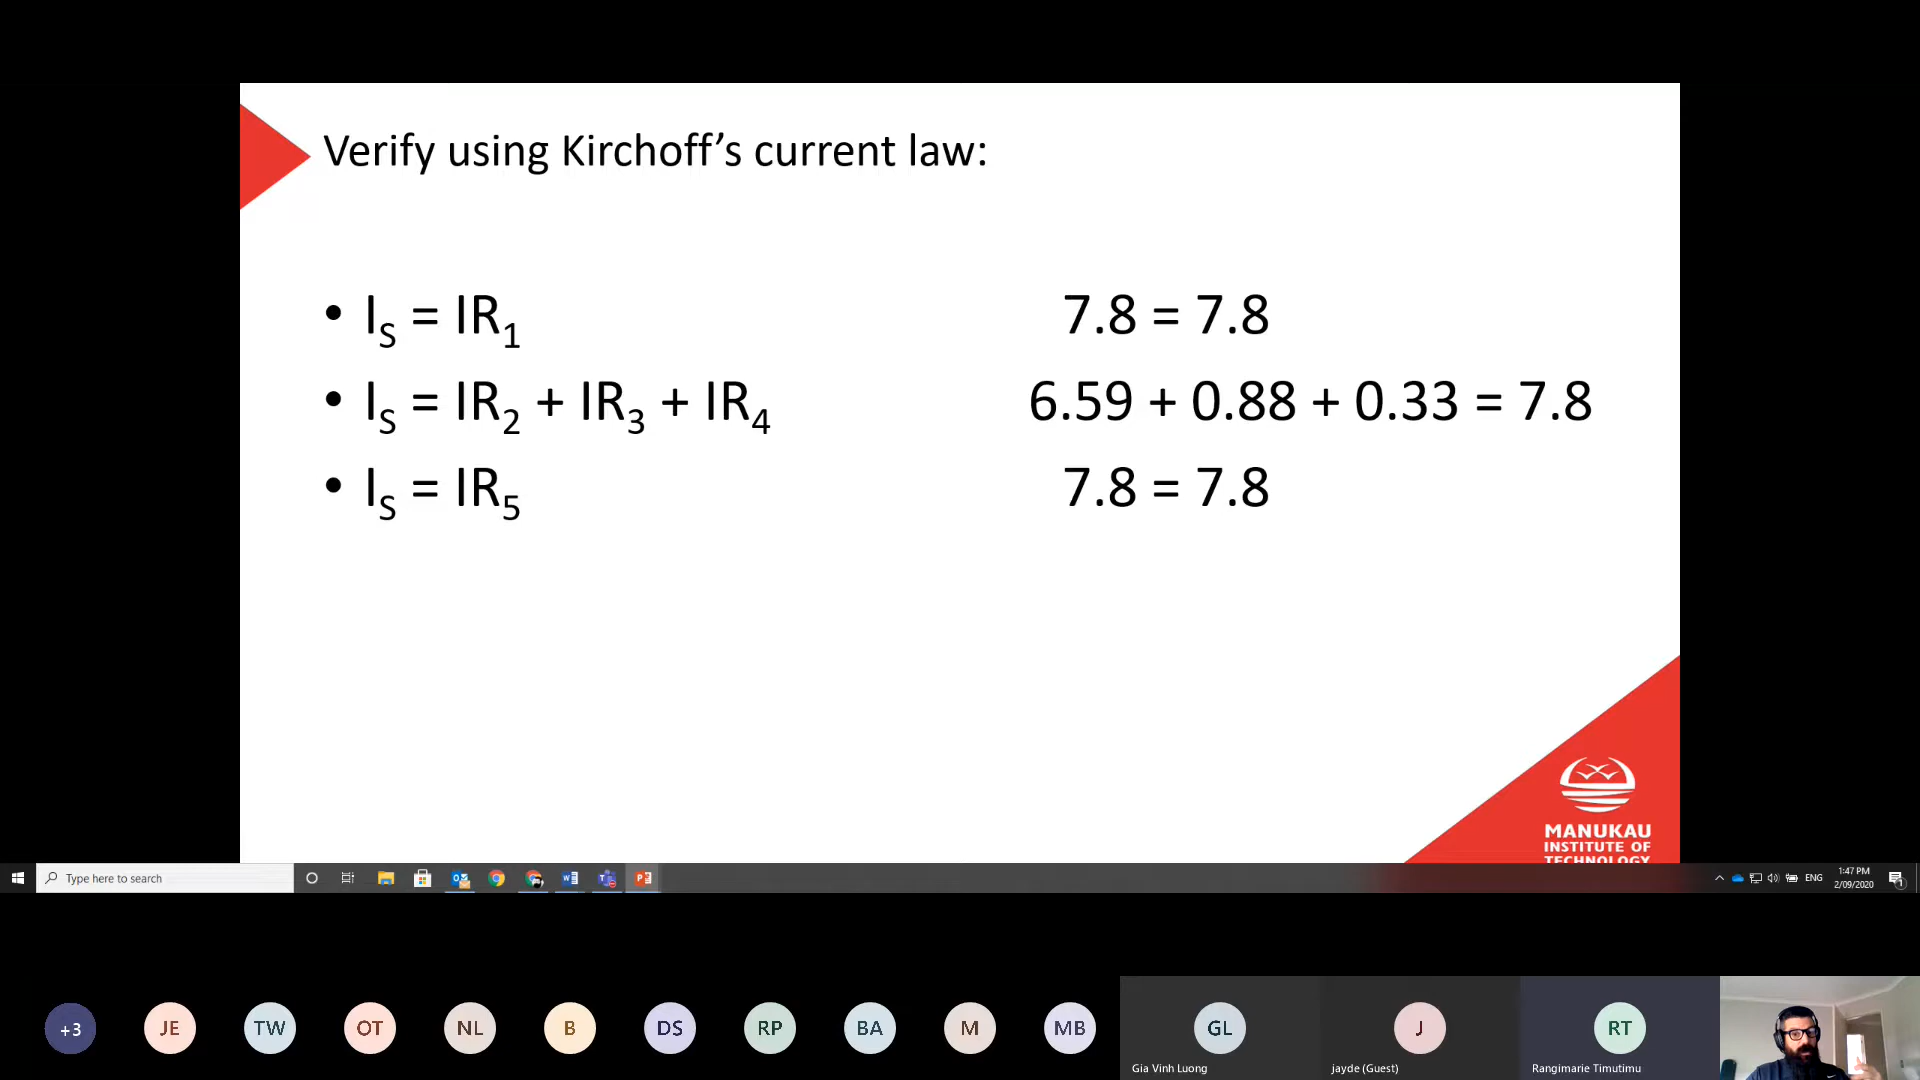 Verify using Kirchoff’s current law:
• I_S = IR_1 7.8 = 7.8
• I_S = IR_2 + IR_3 + IR_4 6.59 + 0.88 + 0.33 = 7.8
• I_S = IR_5 7.8 = 7.8
MANUKAU
INSTITUTE OF
TECHNOLOGY
Type here to search
ENG
1:47 PM
2/09/2020
+3 JE TW OT NL B DS RP BA M MB GL J RT
Gia Vinh Luong jayde (Guest) Rangimarie Timutimu